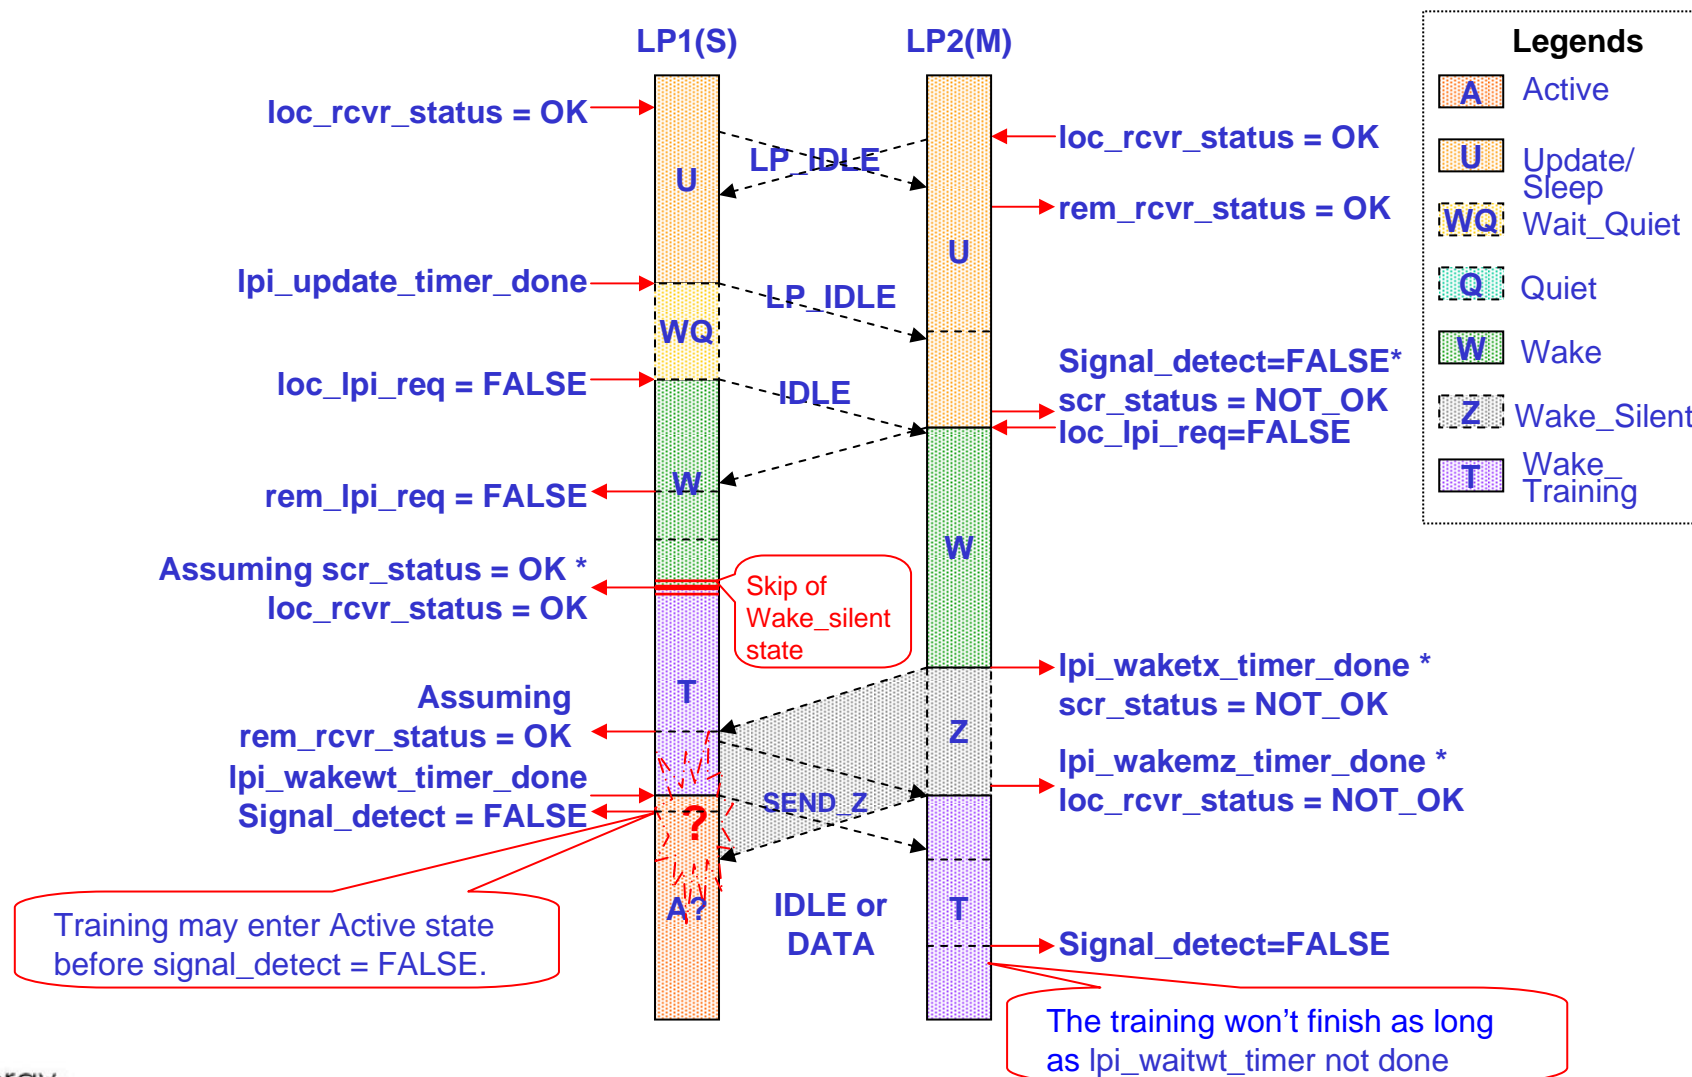 LP1(S)
LP2(M)
Legends
A Active
U Update/
Sleep
WQ Wait_Quiet
Q Quiet
W Wake
Z Wake_Silent
T Wake_
Training
loc_rcvr_status = OK
U
LP_IDLE
loc_rcvr_status = OK
rem_rcvr_status = OK
U
lpi_update_timer_done
LP_IDLE
WQ
Signal_detect=FALSE*
scr_status = NOT_OK
loc_lpi_req=FALSE
loc_lpi_req = FALSE
IDLE
W
rem_lpi_req = FALSE
W
Assuming scr_status = OK *
loc_rcvr_status = OK
Skip of
Wake_silent
state
T
lpi_waketx_timer_done *
scr_status = NOT_OK
Assuming
rem_rcvr_status = OK
Z
lpi_wakewt_timer_done
Signal_detect = FALSE
lpi_wakemz_timer_done *
loc_rcvr_status = NOT_OK
SEND_Z
?
A?
IDLE or
DATA
T
Training may enter Active state
before signal_detect = FALSE.
Signal_detect=FALSE
The training won't finish as long
as lpi_waitwt_timer not done